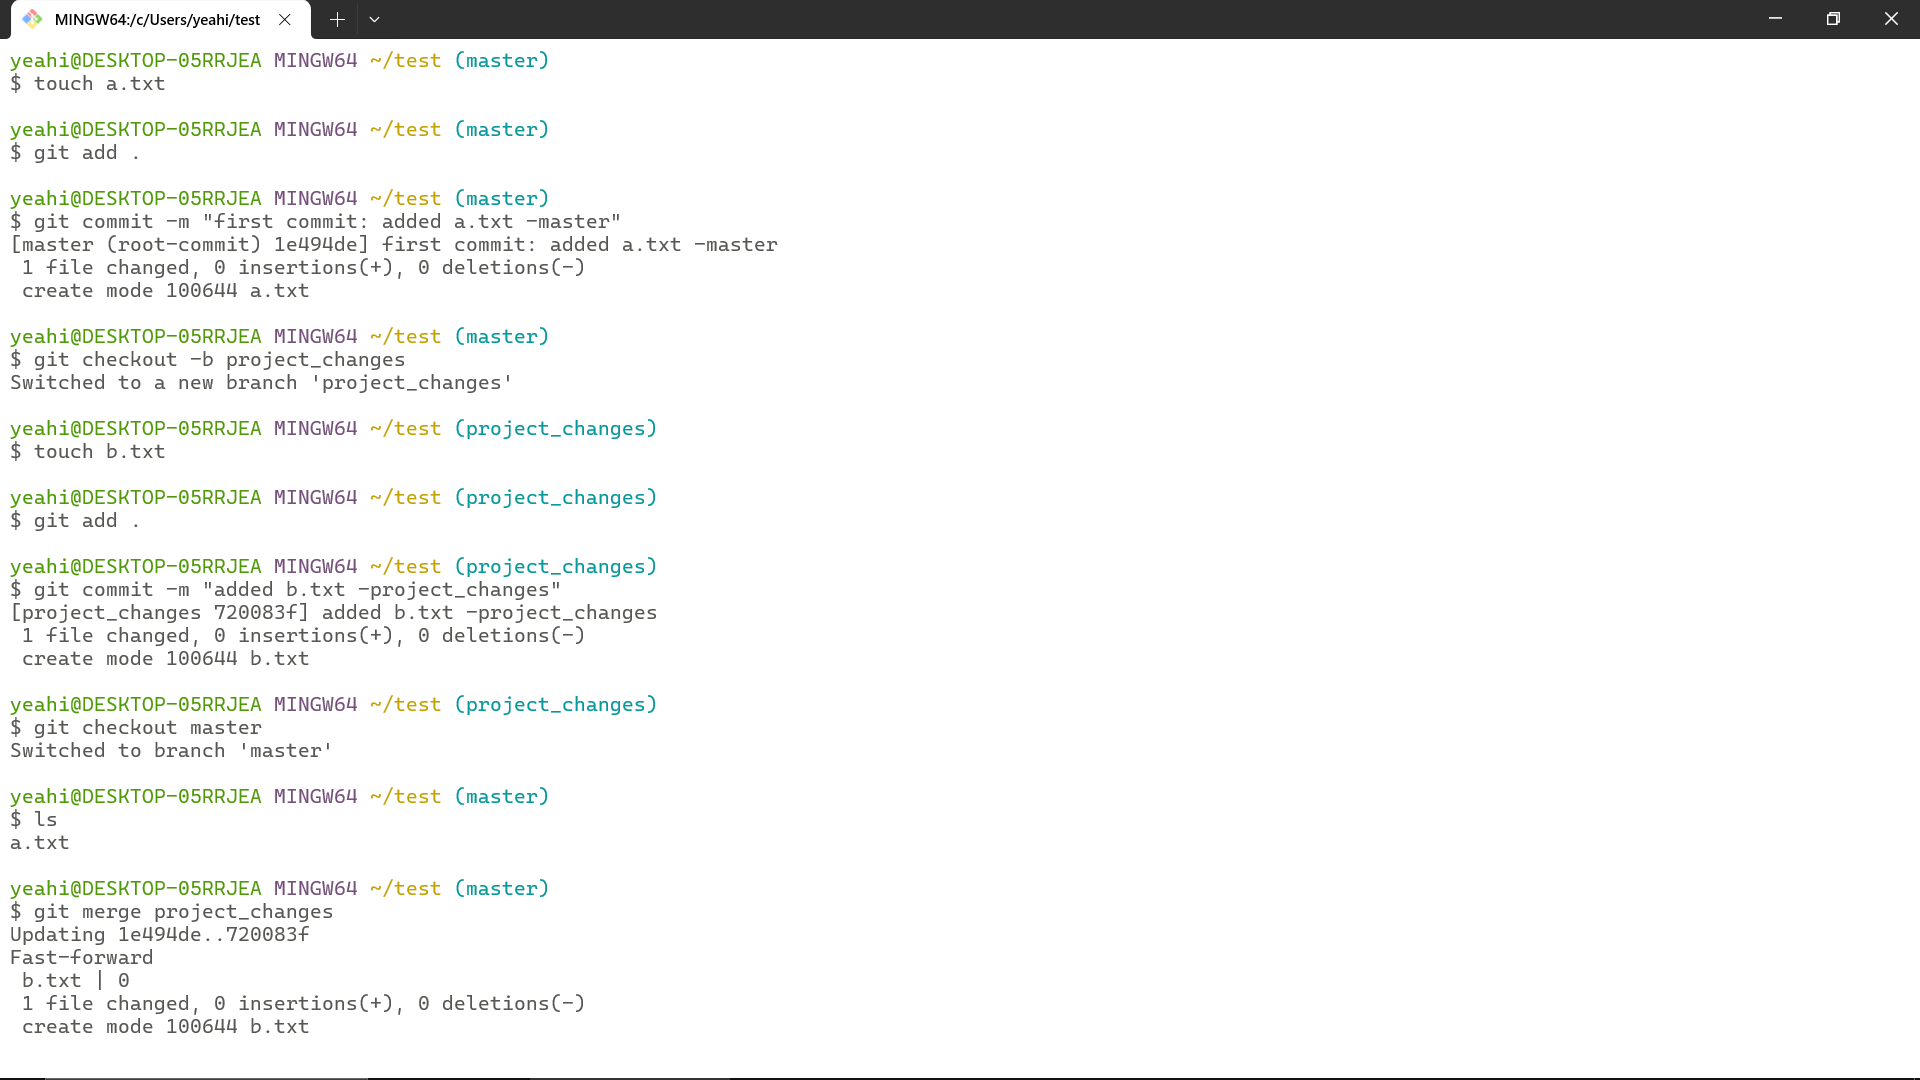 MINGW64:/c/Users/yeahi/test
yeahi@DESKTOP-05RRJEA MINGW64 ~/test (master)
$ touch a.txt
yeahi@DESKTOP-05RRJEA MINGW64 ~/test (master)
$ git add .
yeahi@DESKTOP-05RRJEA MINGW64 ~/test (master)
$ git commit -m "first commit: added a.txt -master"
[master (root-commit) 1e494de] first commit: added a.txt -master
 1 file changed, 0 insertions(+), 0 deletions(-)
 create mode 100644 a.txt
yeahi@DESKTOP-05RRJEA MINGW64 ~/test (master)
$ git checkout -b project_changes
Switched to a new branch 'project_changes'
yeahi@DESKTOP-05RRJEA MINGW64 ~/test (project_changes)
$ touch b.txt
yeahi@DESKTOP-05RRJEA MINGW64 ~/test (project_changes)
$ git add .
yeahi@DESKTOP-05RRJEA MINGW64 ~/test (project_changes)
$ git commit -m "added b.txt -project_changes"
[project_changes 720083f] added b.txt -project_changes
 1 file changed, 0 insertions(+), 0 deletions(-)
 create mode 100644 b.txt
yeahi@DESKTOP-05RRJEA MINGW64 ~/test (project_changes)
$ git checkout master
Switched to branch 'master'
yeahi@DESKTOP-05RRJEA MINGW64 ~/test (master)
$ ls
a.txt
yeahi@DESKTOP-05RRJEA MINGW64 ~/test (master)
$ git merge project_changes
Updating 1e494de..720083f
Fast-forward
 b.txt | 0
 1 file changed, 0 insertions(+), 0 deletions(-)
 create mode 100644 b.txt